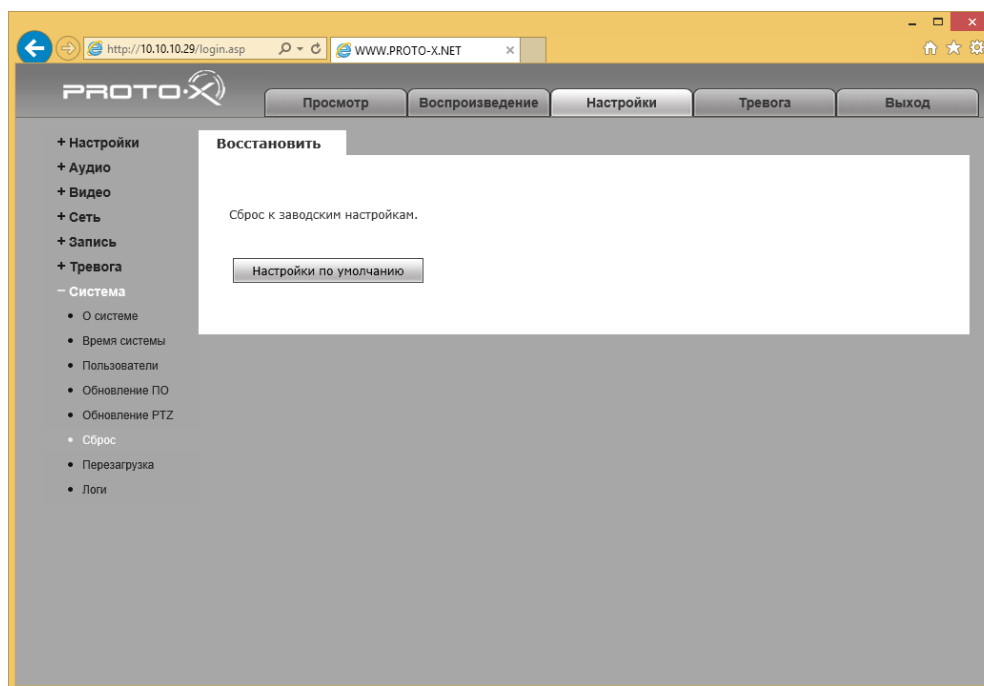 http://10.10.10.29/login.asp
WWW.PROTO-X.NET
PROTO-X
Просмотр
Воспроизведение
Настройки
Тревога
Выход
+ Настройки
+ Аудио
+ Видео
+ Сеть
+ Запись
+ Тревога
− Система
• О системе
• Время системы
• Пользователи
• Обновление ПО
• Обновление PTZ
• Сброс
• Перезагрузка
• Логи
Восстановить
Сброс к заводским настройкам.
Настройки по умолчанию